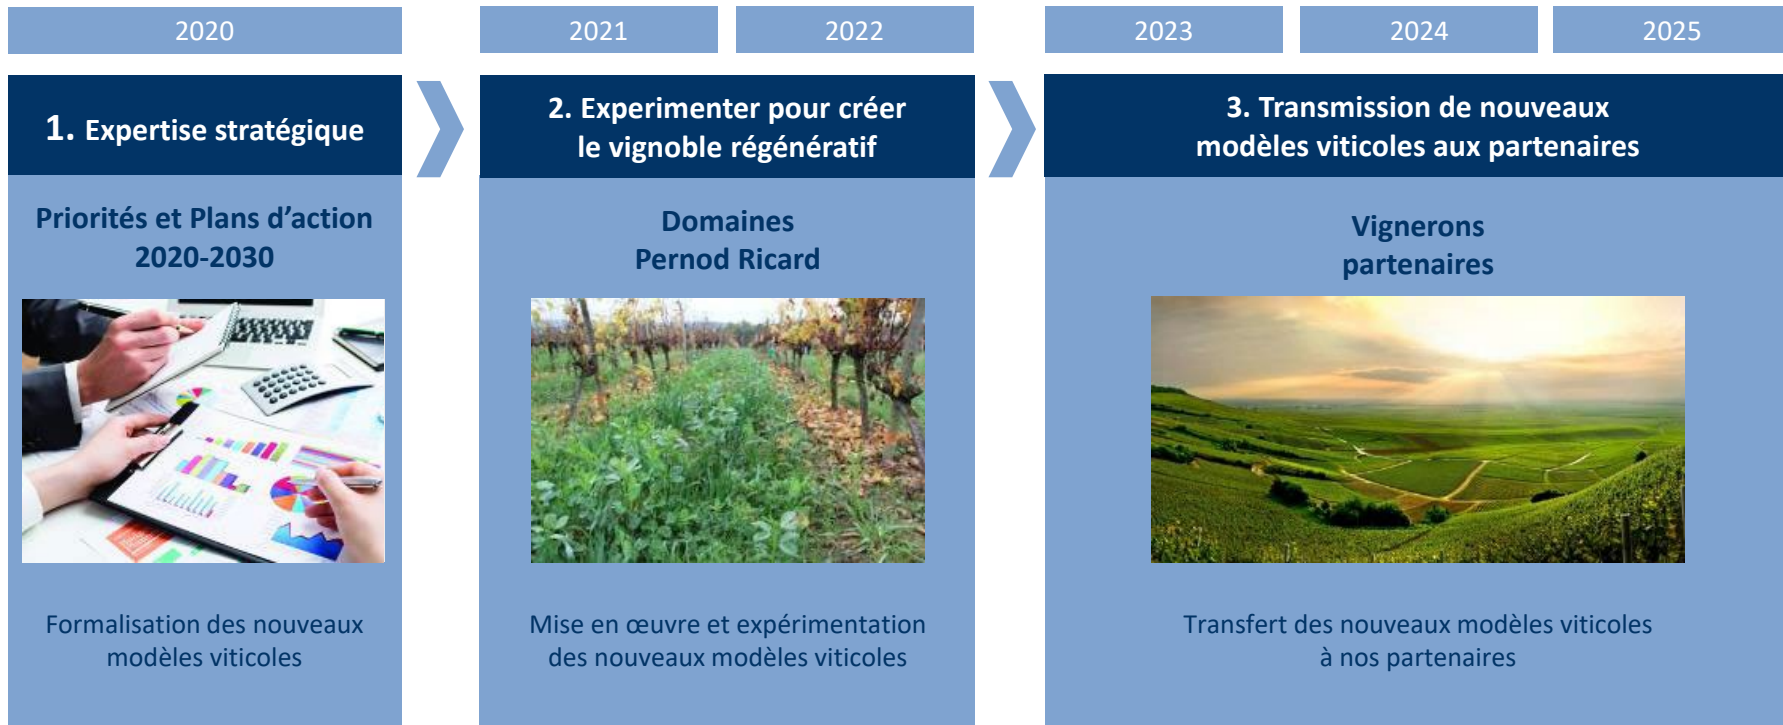 2020
2021
2022
2023
2024
2025
1. Expertise stratégique
2. Experimenter pour créer
le vignoble régénératif
3. Transmission de nouveaux
modèles viticoles aux partenaires
Priorités et Plans d’action
2020-2030
Domaines
Pernod Ricard
Vignerons
partenaires
Formalisation des nouveaux
modèles viticoles
Mise en œuvre et expérimentation
des nouveaux modèles viticoles
Transfert des nouveaux modèles viticoles
à nos partenaires